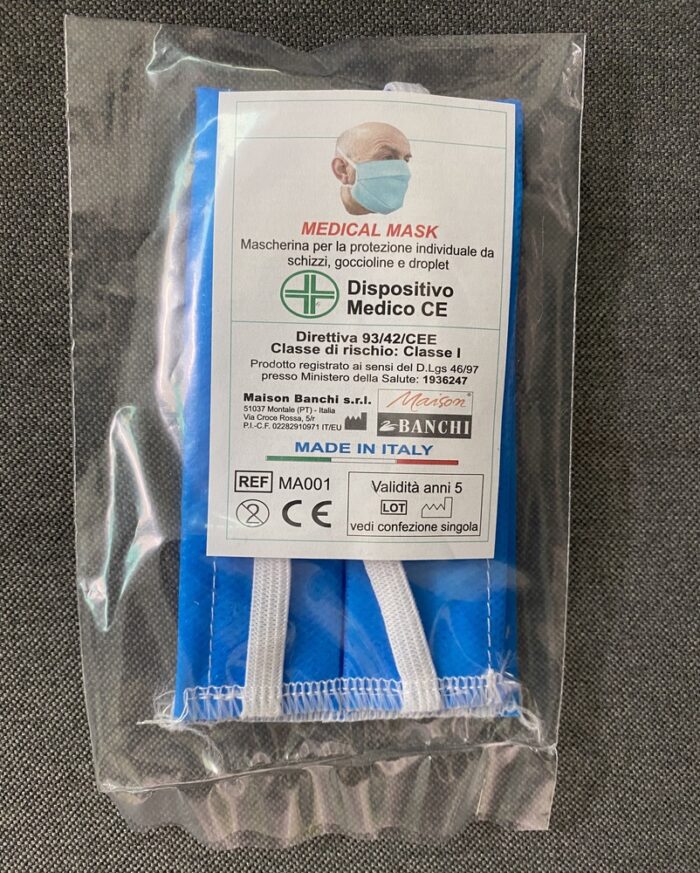 MEDICAL MASK
Mascherina per la protezione individuale da
schizzi, goccioline e droplet
Dispositivo
Medico CE
Direttiva 93/42/CEE
Classe di rischio: Classe I
Prodotto registrato ai sensi del D.Lgs 46/97
presso Ministero della Salute: 1936247
Maison Banchi s.r.l.
51037 Montale (PT) - Italia
Via Croce Rossa, 5/r
P.I.-C.F. 02282910971 IT/EU
Maison
BANCHI
MADE IN ITALY
REF MA001
2 CE
Validità anni 5
LOT
vedi confezione singola